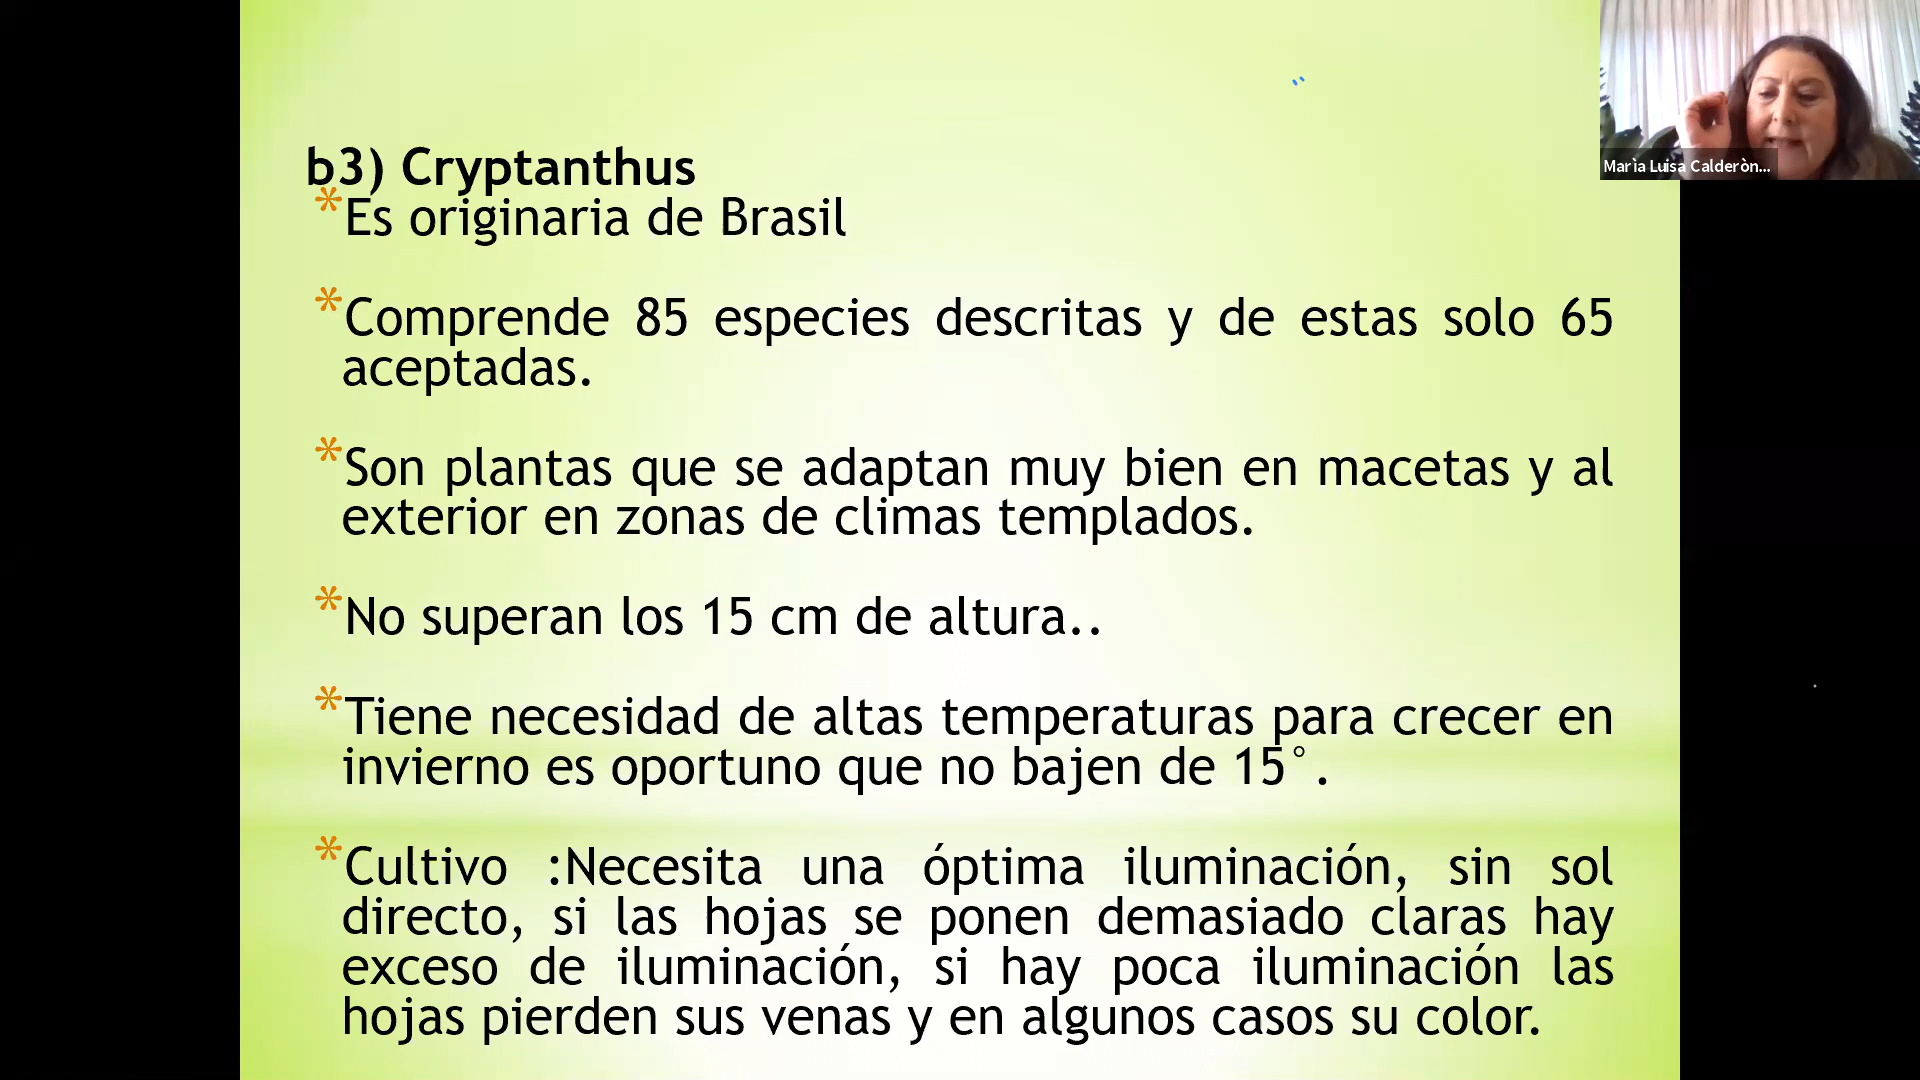 b3) Cryptanthus
*Es originaria de Brasil
*Comprende 85 especies descritas y de estas solo 65
aceptadas.
*Son plantas que se adaptan muy bien en macetas y al
exterior en zonas de climas templados.
*No superan los 15 cm de altura..
*Tiene necesidad de altas temperaturas para crecer en
invierno es oportuno que no bajen de 15°.
*Cultivo :Necesita una óptima iluminación, sin sol
directo, si las hojas se ponen demasiado claras hay
exceso de iluminación, si hay poca iluminación las
hojas pierden sus venas y en algunos casos su color.
Marìa Luisa Calderòn...